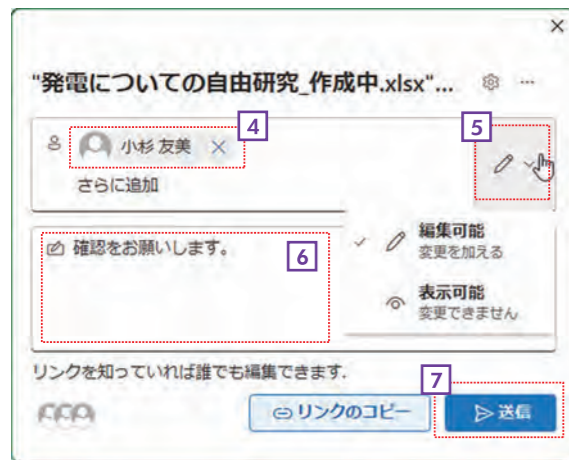 "発電についての自由研究_作成中.xlsx"... ...
4
5
小杉 友美
さらに追加
6
確認をお願いします。
編集可能
変更を加える
表示可能
変更できません
リンクを知っていれば誰でも編集できます.
7
リンクのコピー
送信